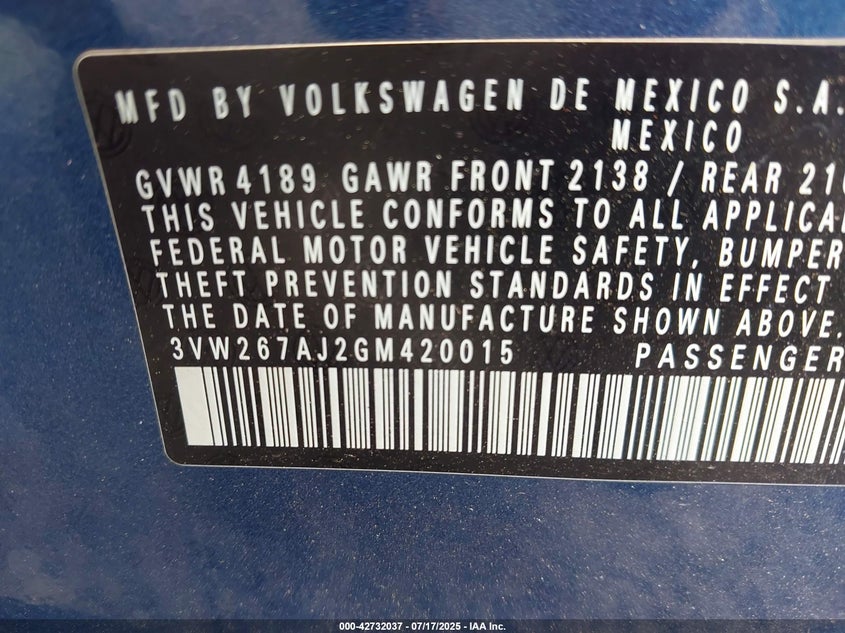 MFD BY VOLKSWAGEN DE MEXICO S.A.
MEXICO
GVWR 4189 GAWR FRONT 2138 / REAR
THIS VEHICLE CONFORMS TO ALL
FEDERAL MOTOR VEHICLE SAFETY, BUMPER
THEFT PREVENTION STANDARDS IN EFFECT
THE DATE OF MANUFACTURE SHOWN ABOVE.
3VW267AJ2GM420015 PASSENGER
000-42732037 - 07/17/2025 - IAA Inc.